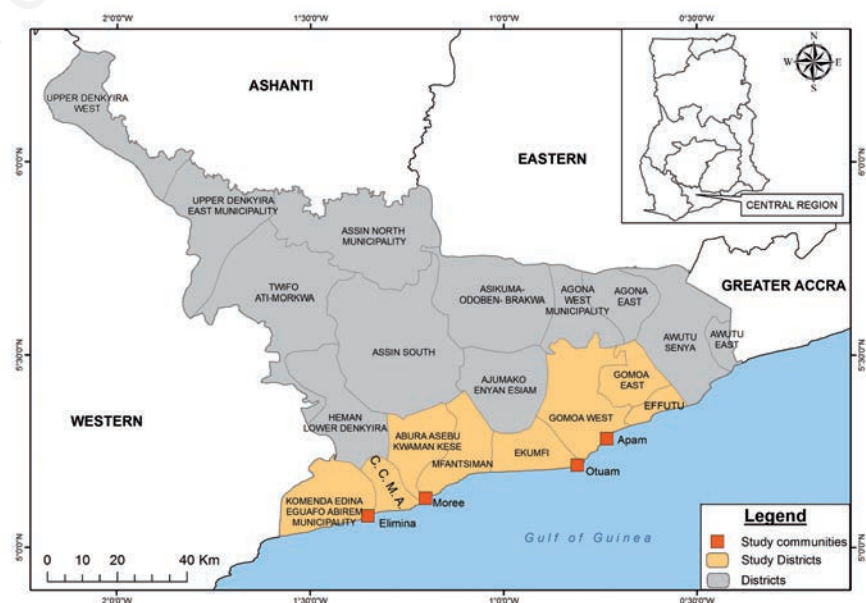 2°0'0"W
1°30'0"W
1°0'0"W
0°30'0"W
N
W
E
S
ASHANTI
UPPER DENKYIRA
WEST
EASTERN
6°0'0"N
6°0'0"N
CENTRAL REGION
UPPER DENKYIRA
EAST MUNICIPALITY
ASSIN NORTH
MUNICIPALITY
GREATER ACCRA
TWIFO
ATI-MORKWA
ASIKUMA-
ODOBEN- BRAKWA
AGONA
WEST
MUNICIPALITY
AGONA
EAST
AWUTU
SENYA
AWUTU
EAST
5°30'0"N
5°30'0"N
ASSIN SOUTH
AJUMAKO
ENYAN ESIAM
GOMOA
EAST
EFFUTU
GOMOA WEST
WESTERN
HEMAN
LOWER DENKYIRA
ABURA ASEBU
KWAMAN KESE
Apam
EKUMFI
MFANTSIMAN
Otuam
C.C.M.A.
KOMENDA EDINA
EGUAFO ABIREM
MUNICIPALITY
Moree
Elimina
Gulf of Guinea
5°0'0"N
5°0'0"N
0 10 20 40 Km
Legend
Study communities
Study Districts
Districts
2°0'0"W
1°30'0"W
1°0'0"W
0°30'0"W